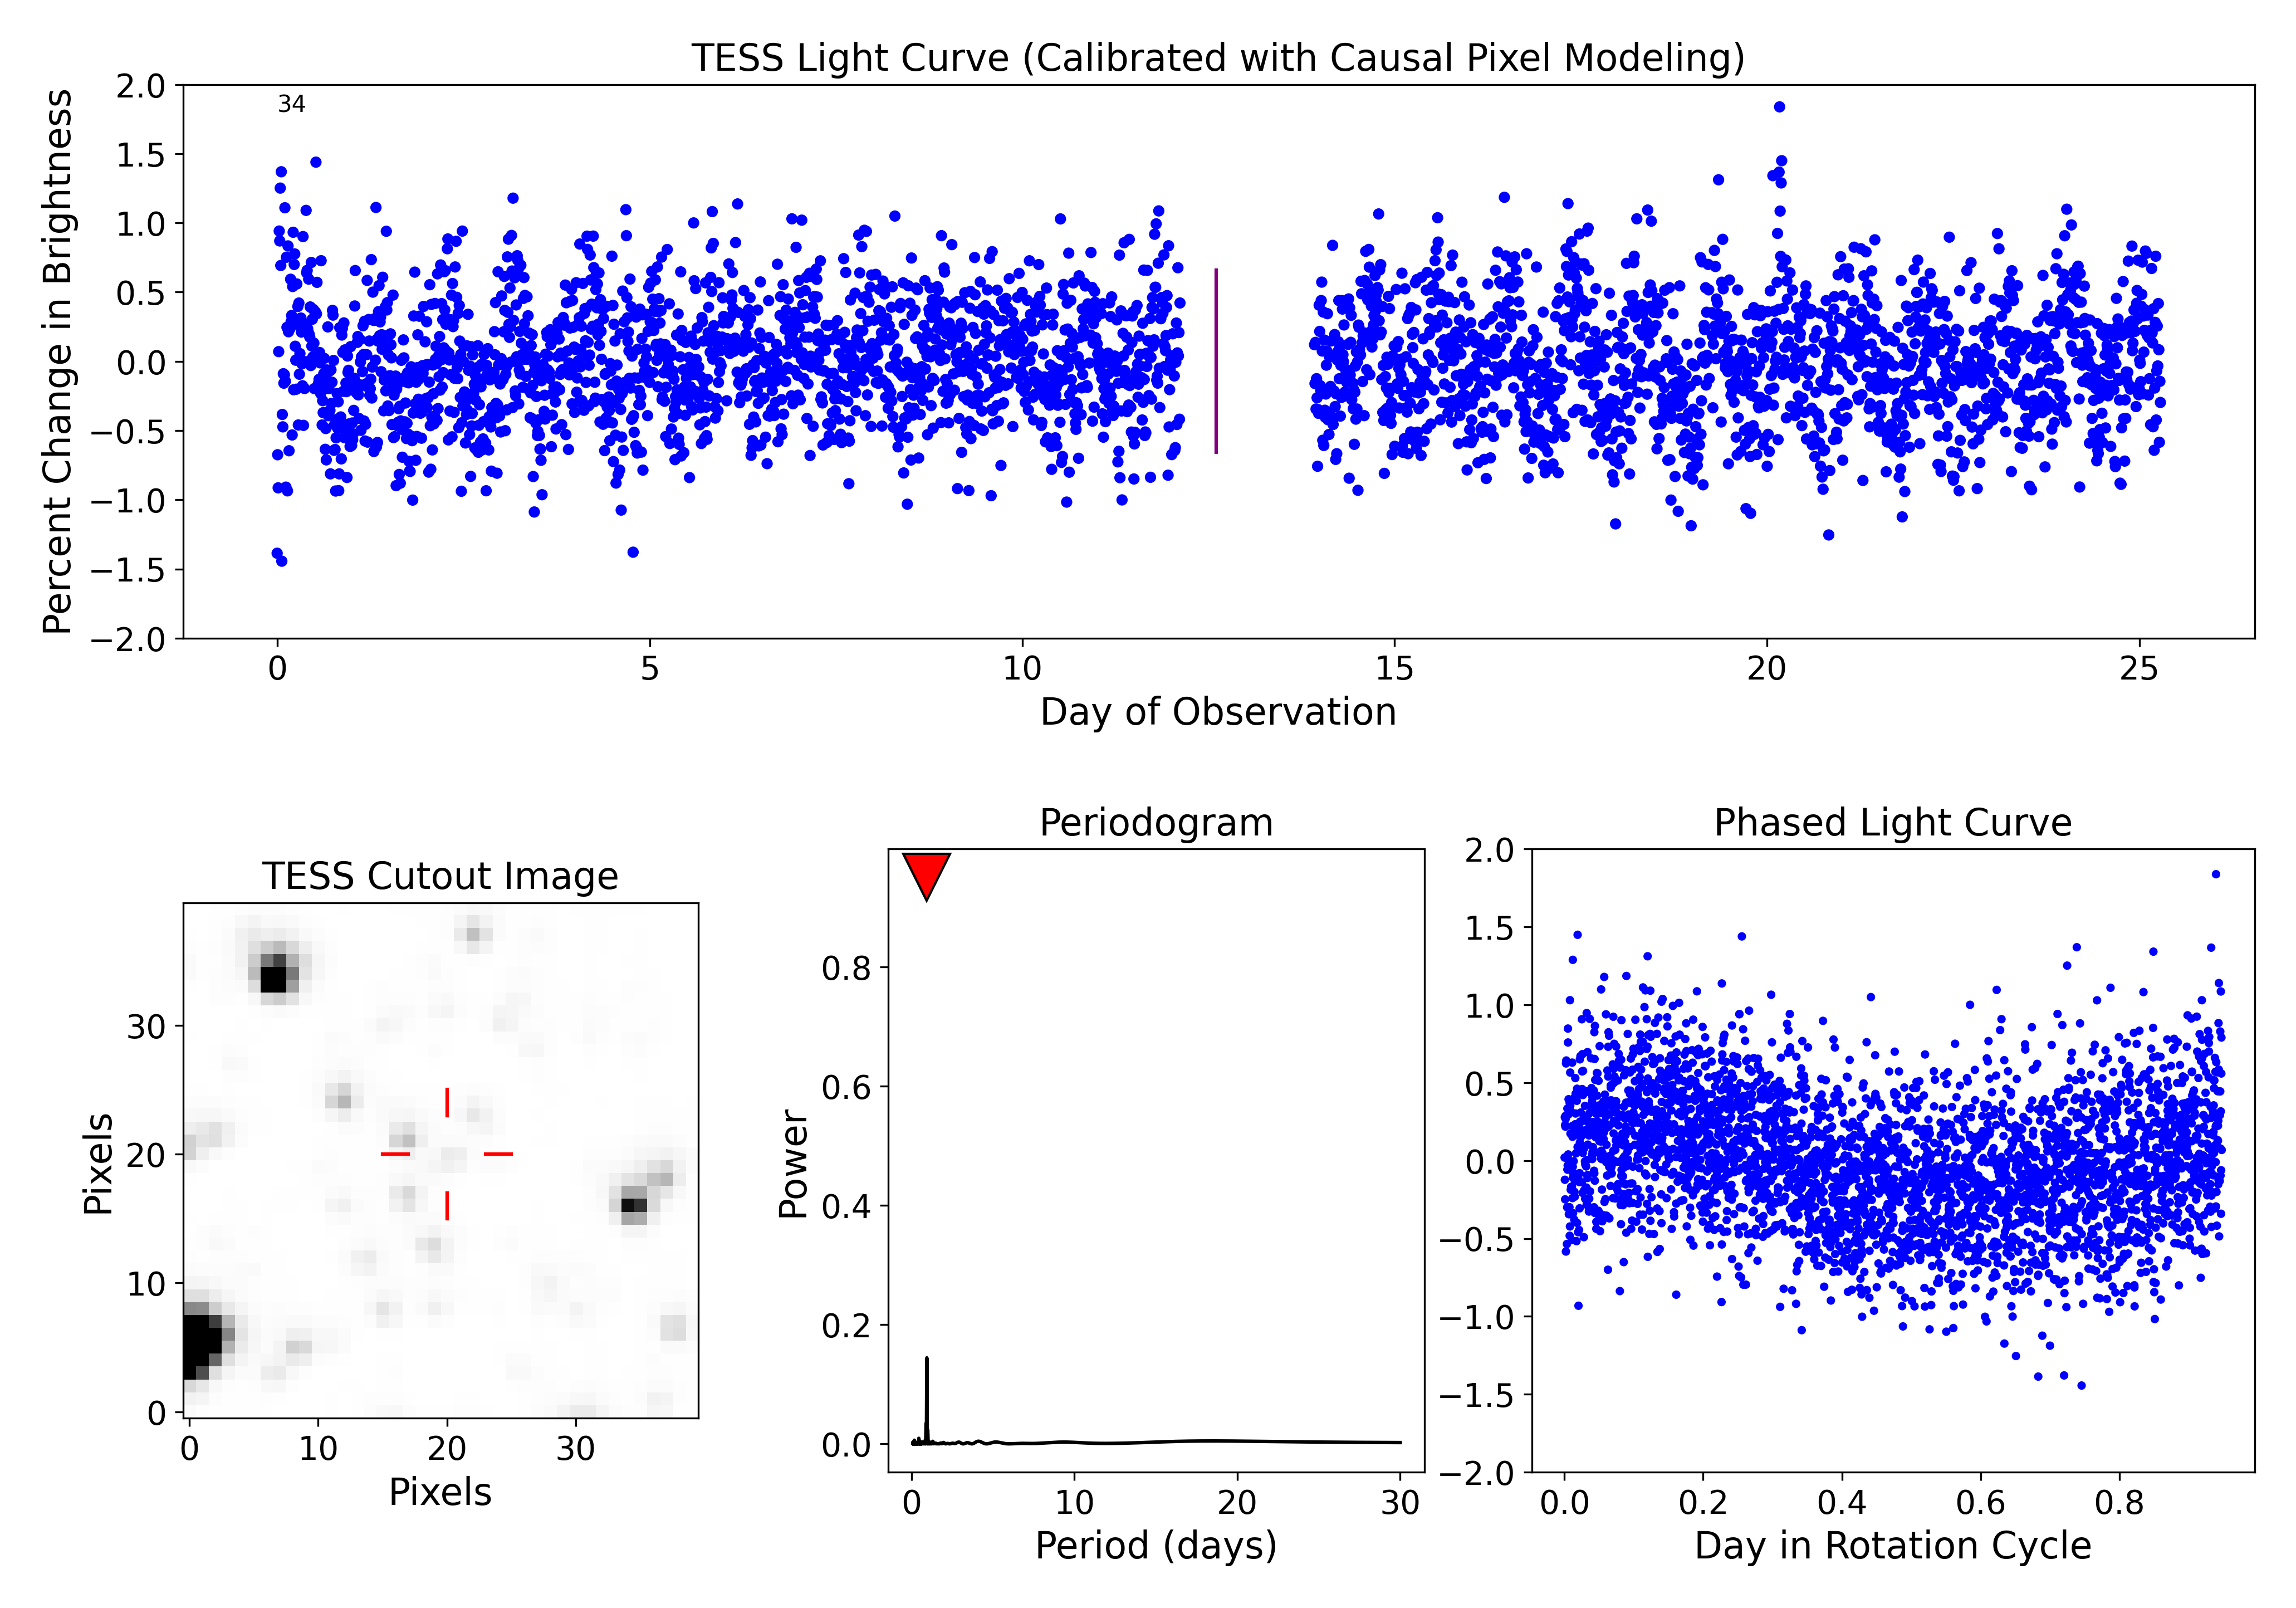 TESS Light Curve (Calibrated with Causal Pixel Modeling)
Percent Change in Brightness
2.0
1.5
1.0
0.5
0.0
−0.5
−1.0
−1.5
−2.0
34
0 5 10 15 20 25
Day of Observation
TESS Cutout Image
Pixels
30
20
10
0
0 10 20 30
Pixels
Periodogram
Power
0.8
0.6
0.4
0.2
0.0
0 10 20 30
Period (days)
Phased Light Curve
2.0
1.5
1.0
0.5
0.0
−0.5
−1.0
−1.5
−2.0
0.0 0.2 0.4 0.6 0.8
Day in Rotation Cycle